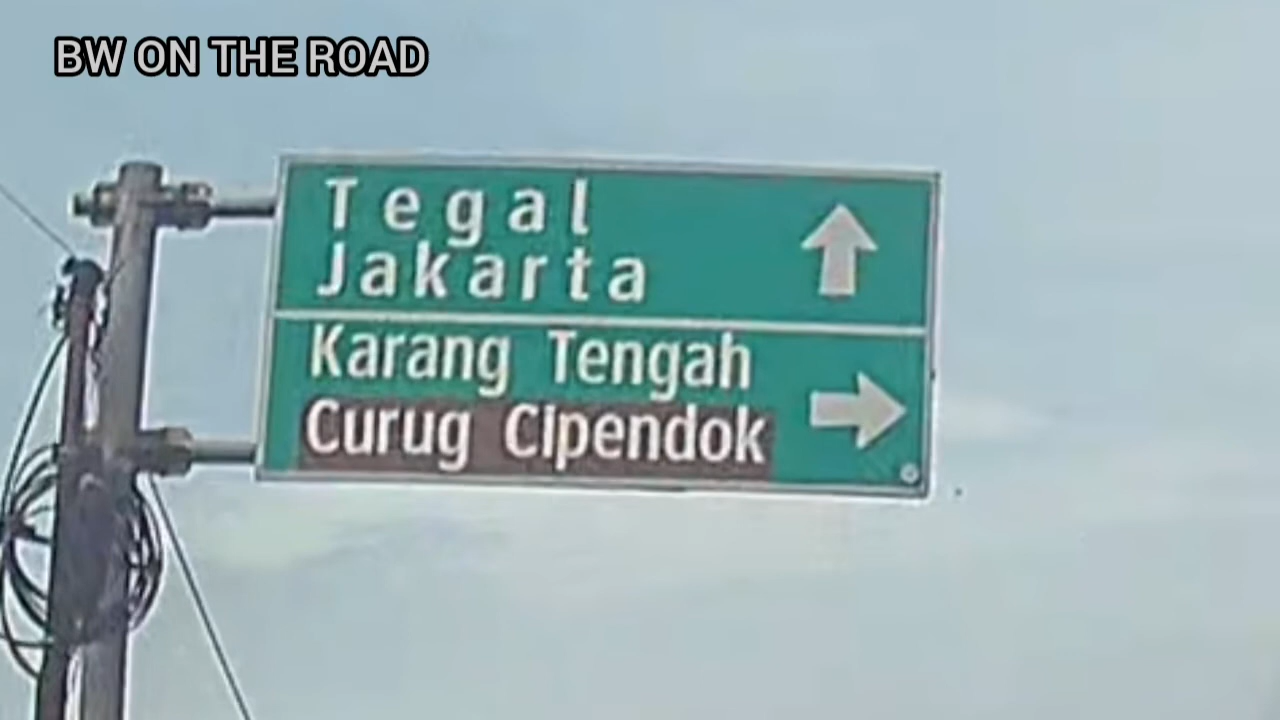 BW ON THE ROAD
Tegal
Jakarta
Karang Tengah
Curug Cipendok